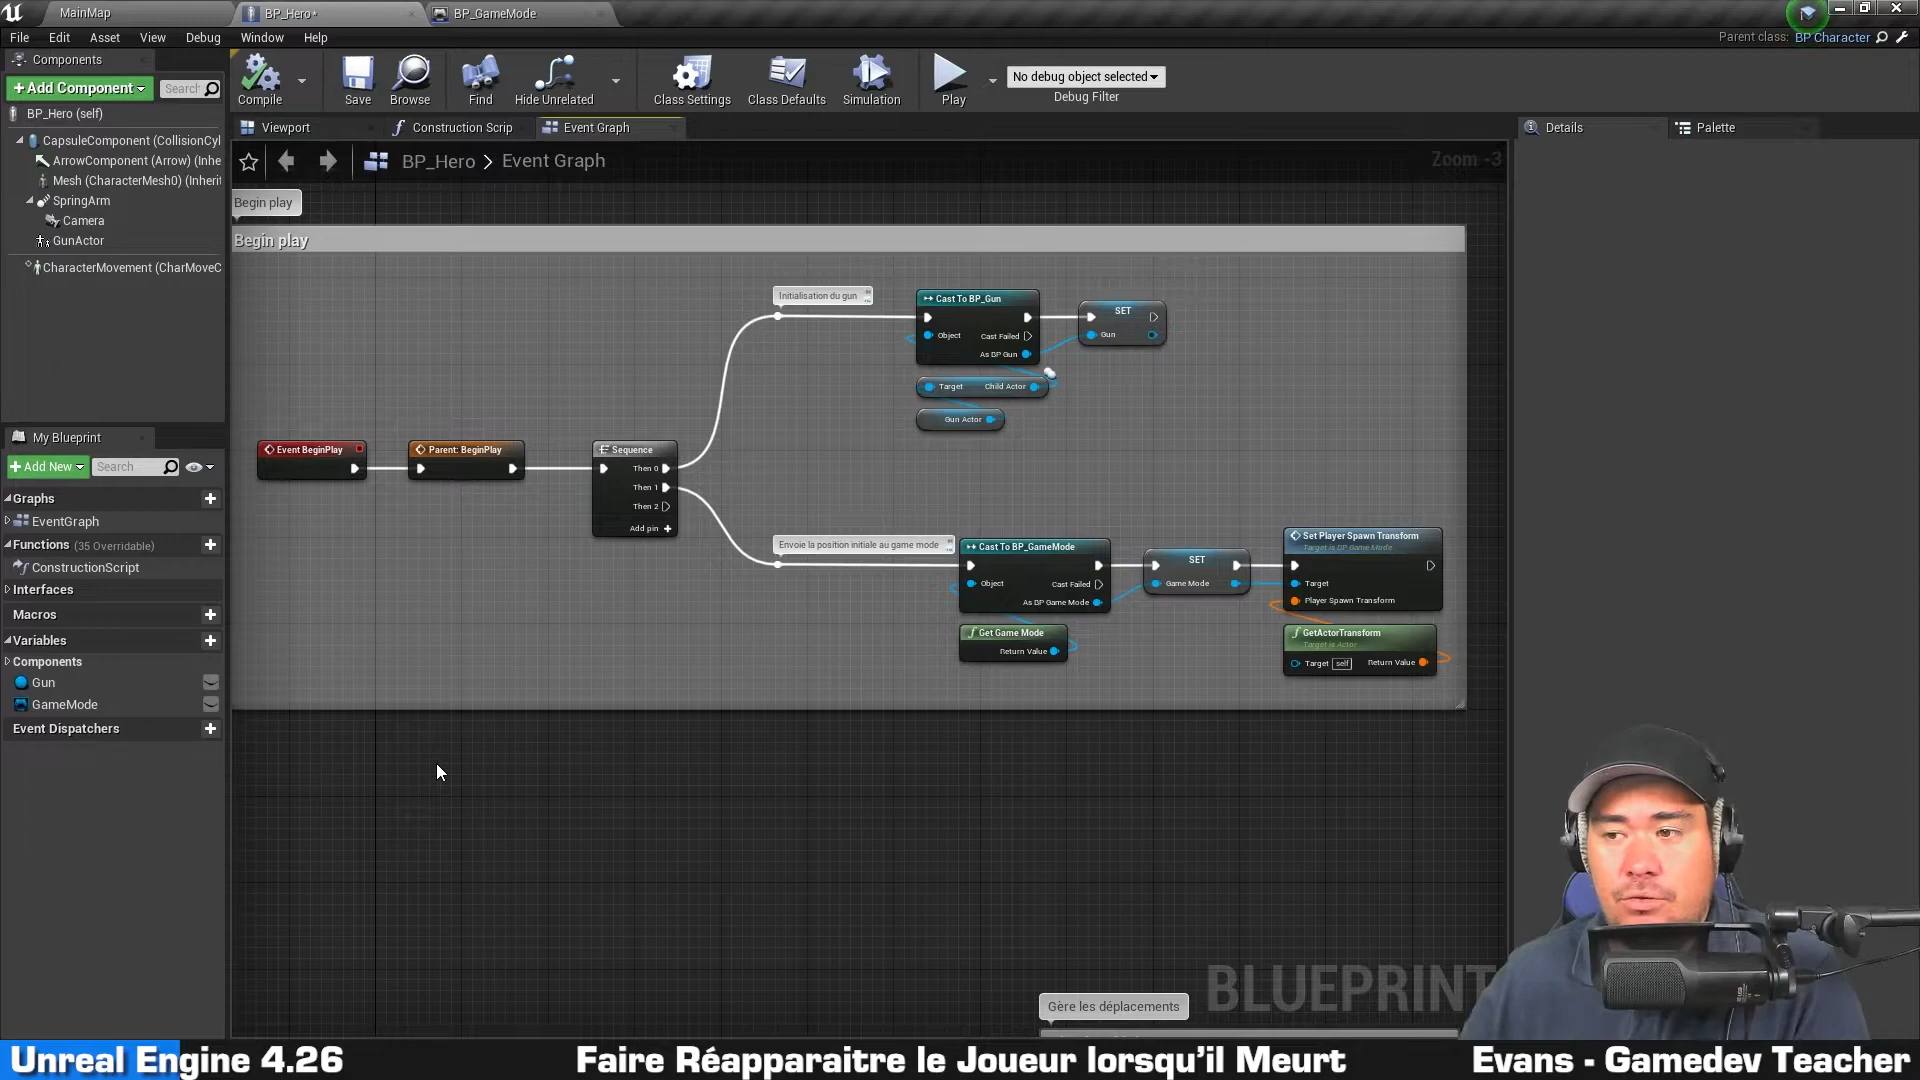 MainMap
BP_Hero*
BP_GameMode
File Edit Asset View Debug Window Help
Parent class: BP Character
Components
+Add Component
Search
BP_Hero (self)
CapsuleComponent (CollisionCyl
ArrowComponent (Arrow) (Inhe
Mesh (CharacterMesh0) (Inherit
SpringArm
Camera
GunActor
CharacterMovement (CharMoveC
Compile
Save
Browse
Find
Hide Unrelated
Class Settings
Class Defaults
Simulation
Play
No debug object selected
Debug Filter
Viewport
Construction Scrip
Event Graph
BP_Hero > Event Graph
Zoom -3
Details
Palette
Begin play
Begin play
Initialisation du gun
Cast To BP_Gun
Object
Cast Failed
As BP Gun
SET
Gun
Target Child Actor
Gun Actor
Event BeginPlay
Parent: BeginPlay
Sequence
Then 0
Then 1
Then 2
Add pin +
Envoie la position initiale au game mode
Cast To BP_GameMode
Object
Cast Failed
As BP Game Mode
Get Game Mode
Return Value
SET
Game Mode
Set Player Spawn Transform
Target is BP Game Mode
Target
Player Spawn Transform
GetActorTransform
Target is Actor
Target self Return Value
My Blueprint
+Add New
Search
Graphs
EventGraph
Functions (35 Overridable)
ConstructionScript
Interfaces
Macros
Variables
Components
Gun
GameMode
Event Dispatchers
Gère les déplacements
BLUEPRINT
Unreal Engine 4.26
Faire Réapparaitre le Joueur lorsqu'il Meurt
Evans - Gamedev Teacher